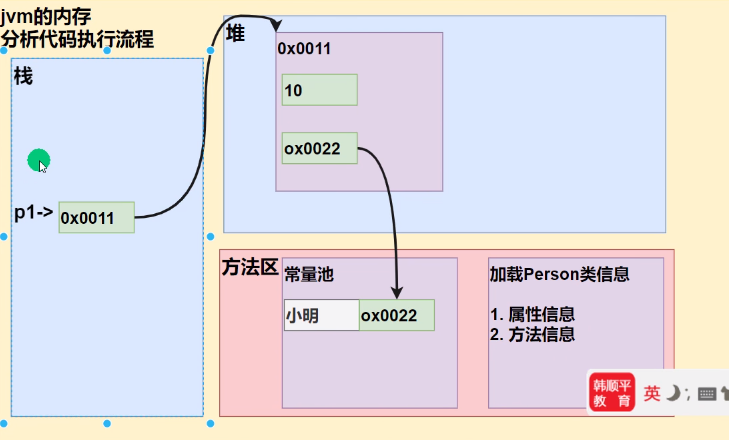 jvm的内存
分析代码执行流程
栈
p1-> 0x0011
堆
0x0011
10
ox0022
方法区
常量池
小明 ox0022
加载Person类信息
1. 属性信息
2. 方法信息
韩顺平
教 育
英